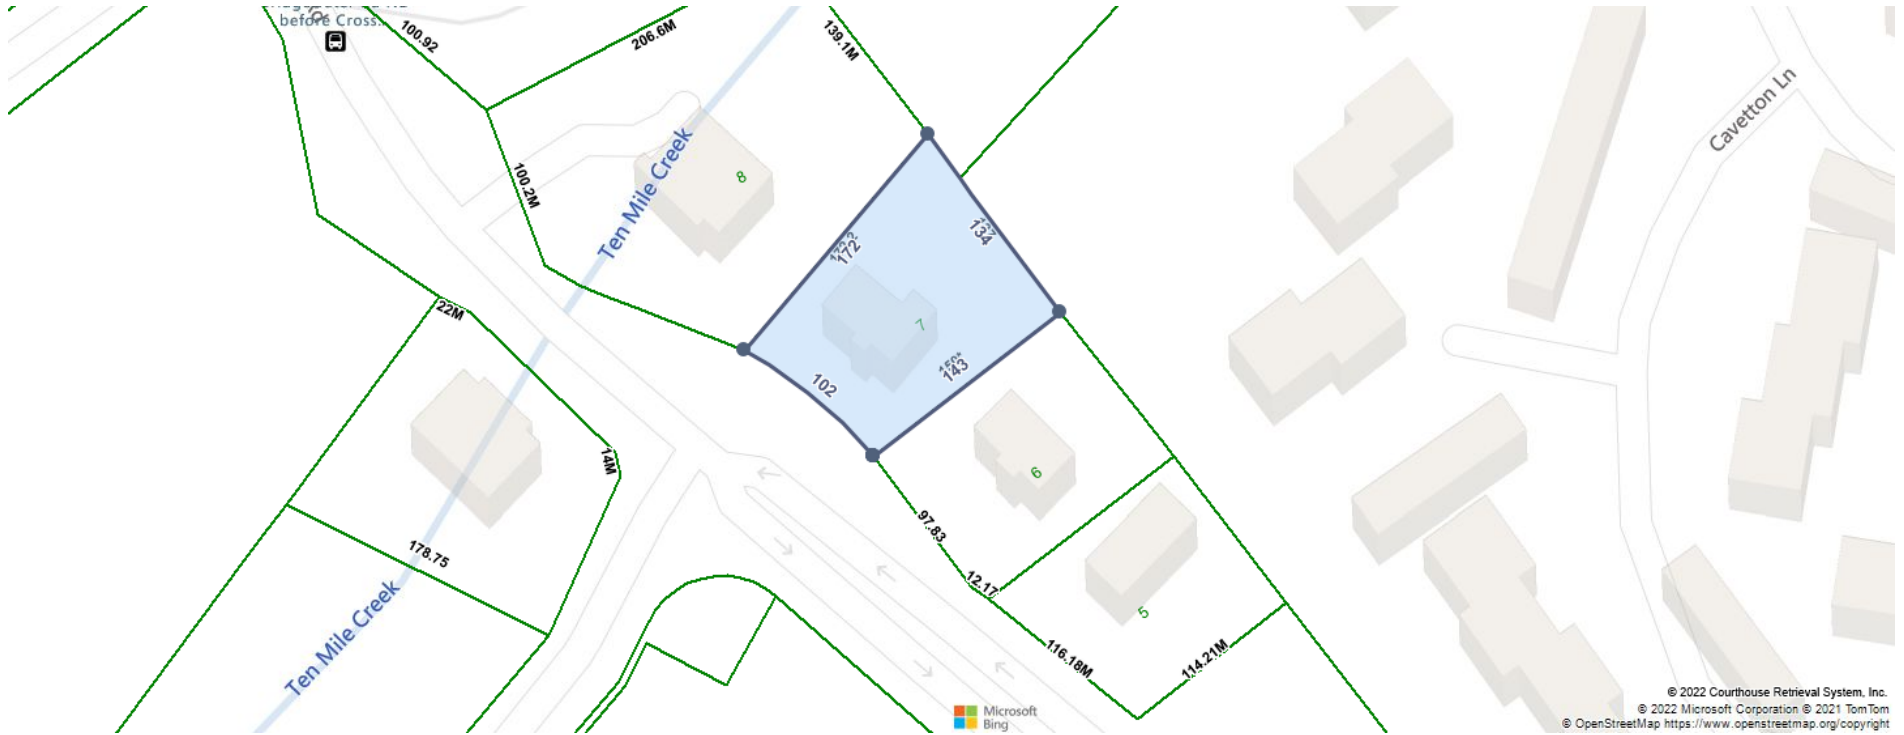 before Cross...
100.92
206.6M
139.1M
Cavetton Ln
100.2M
Ten Mile Creek
8
134
172
22M
7
143
102
14M
6
97.83
178.75
12.17
5
Ten Mile Creek
116.18M
114.21M
Microsoft
Bing
© 2022 Courthouse Retrieval System, Inc.
© 2022 Microsoft Corporation © 2021 TomTom
© OpenStreetMap https://www.openstreetmap.org/copyright